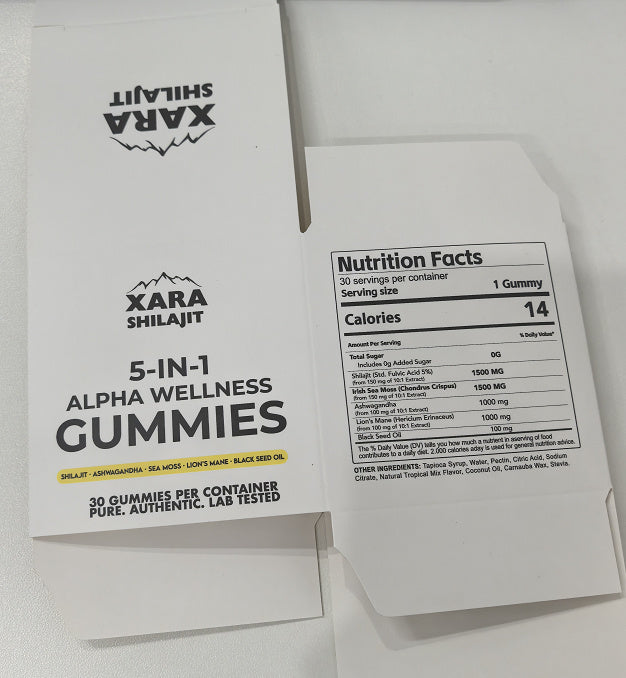 XARA
SHILAJIT
XARA
SHILAJIT
5-IN-1
ALPHA WELLNESS
GUMMIES
SHILAJIT - ASHWAGANDHA - SEA MOSS - LION'S MANE - BLACK SEED OIL
30 GUMMIES PER CONTAINER
PURE. AUTHENTIC. LAB TESTED
Nutrition Facts
30 servings per container
Serving size 1 Gummy
Calories 14
Amount Per Serving % Daily Value*
Total Sugar 0G
Includes 0g Added Sugar
Shilajit (Std. Fulvic Acid 5%) 1500 MG
(from 150 mg of 10:1 Extract)
Irish Sea Moss (Chondrus Crispus) 1500 MG
(from 150 mg of 10:1 Extract)
Ashwagandha 1000 mg
(from 100 mg of 10:1 Extract)
Lion's Mane (Hericium Erinaceus) 1000 mg
(from 100 mg of 10:1 Extract)
Black Seed Oil 100 mg
The % Daily Value (DV) tells you how much a nutrient in aserving of food
contributes to a daily diet. 2.000 calories aday is used for general nutrition advice.
OTHER INGREDIENTS: Tapioca Syrup, Water, Pectin, Citric Acid, Sodium
Citrate, Natural Tropical Mix Flavor, Coconut Oil, Carnauba Wax, Stevia.